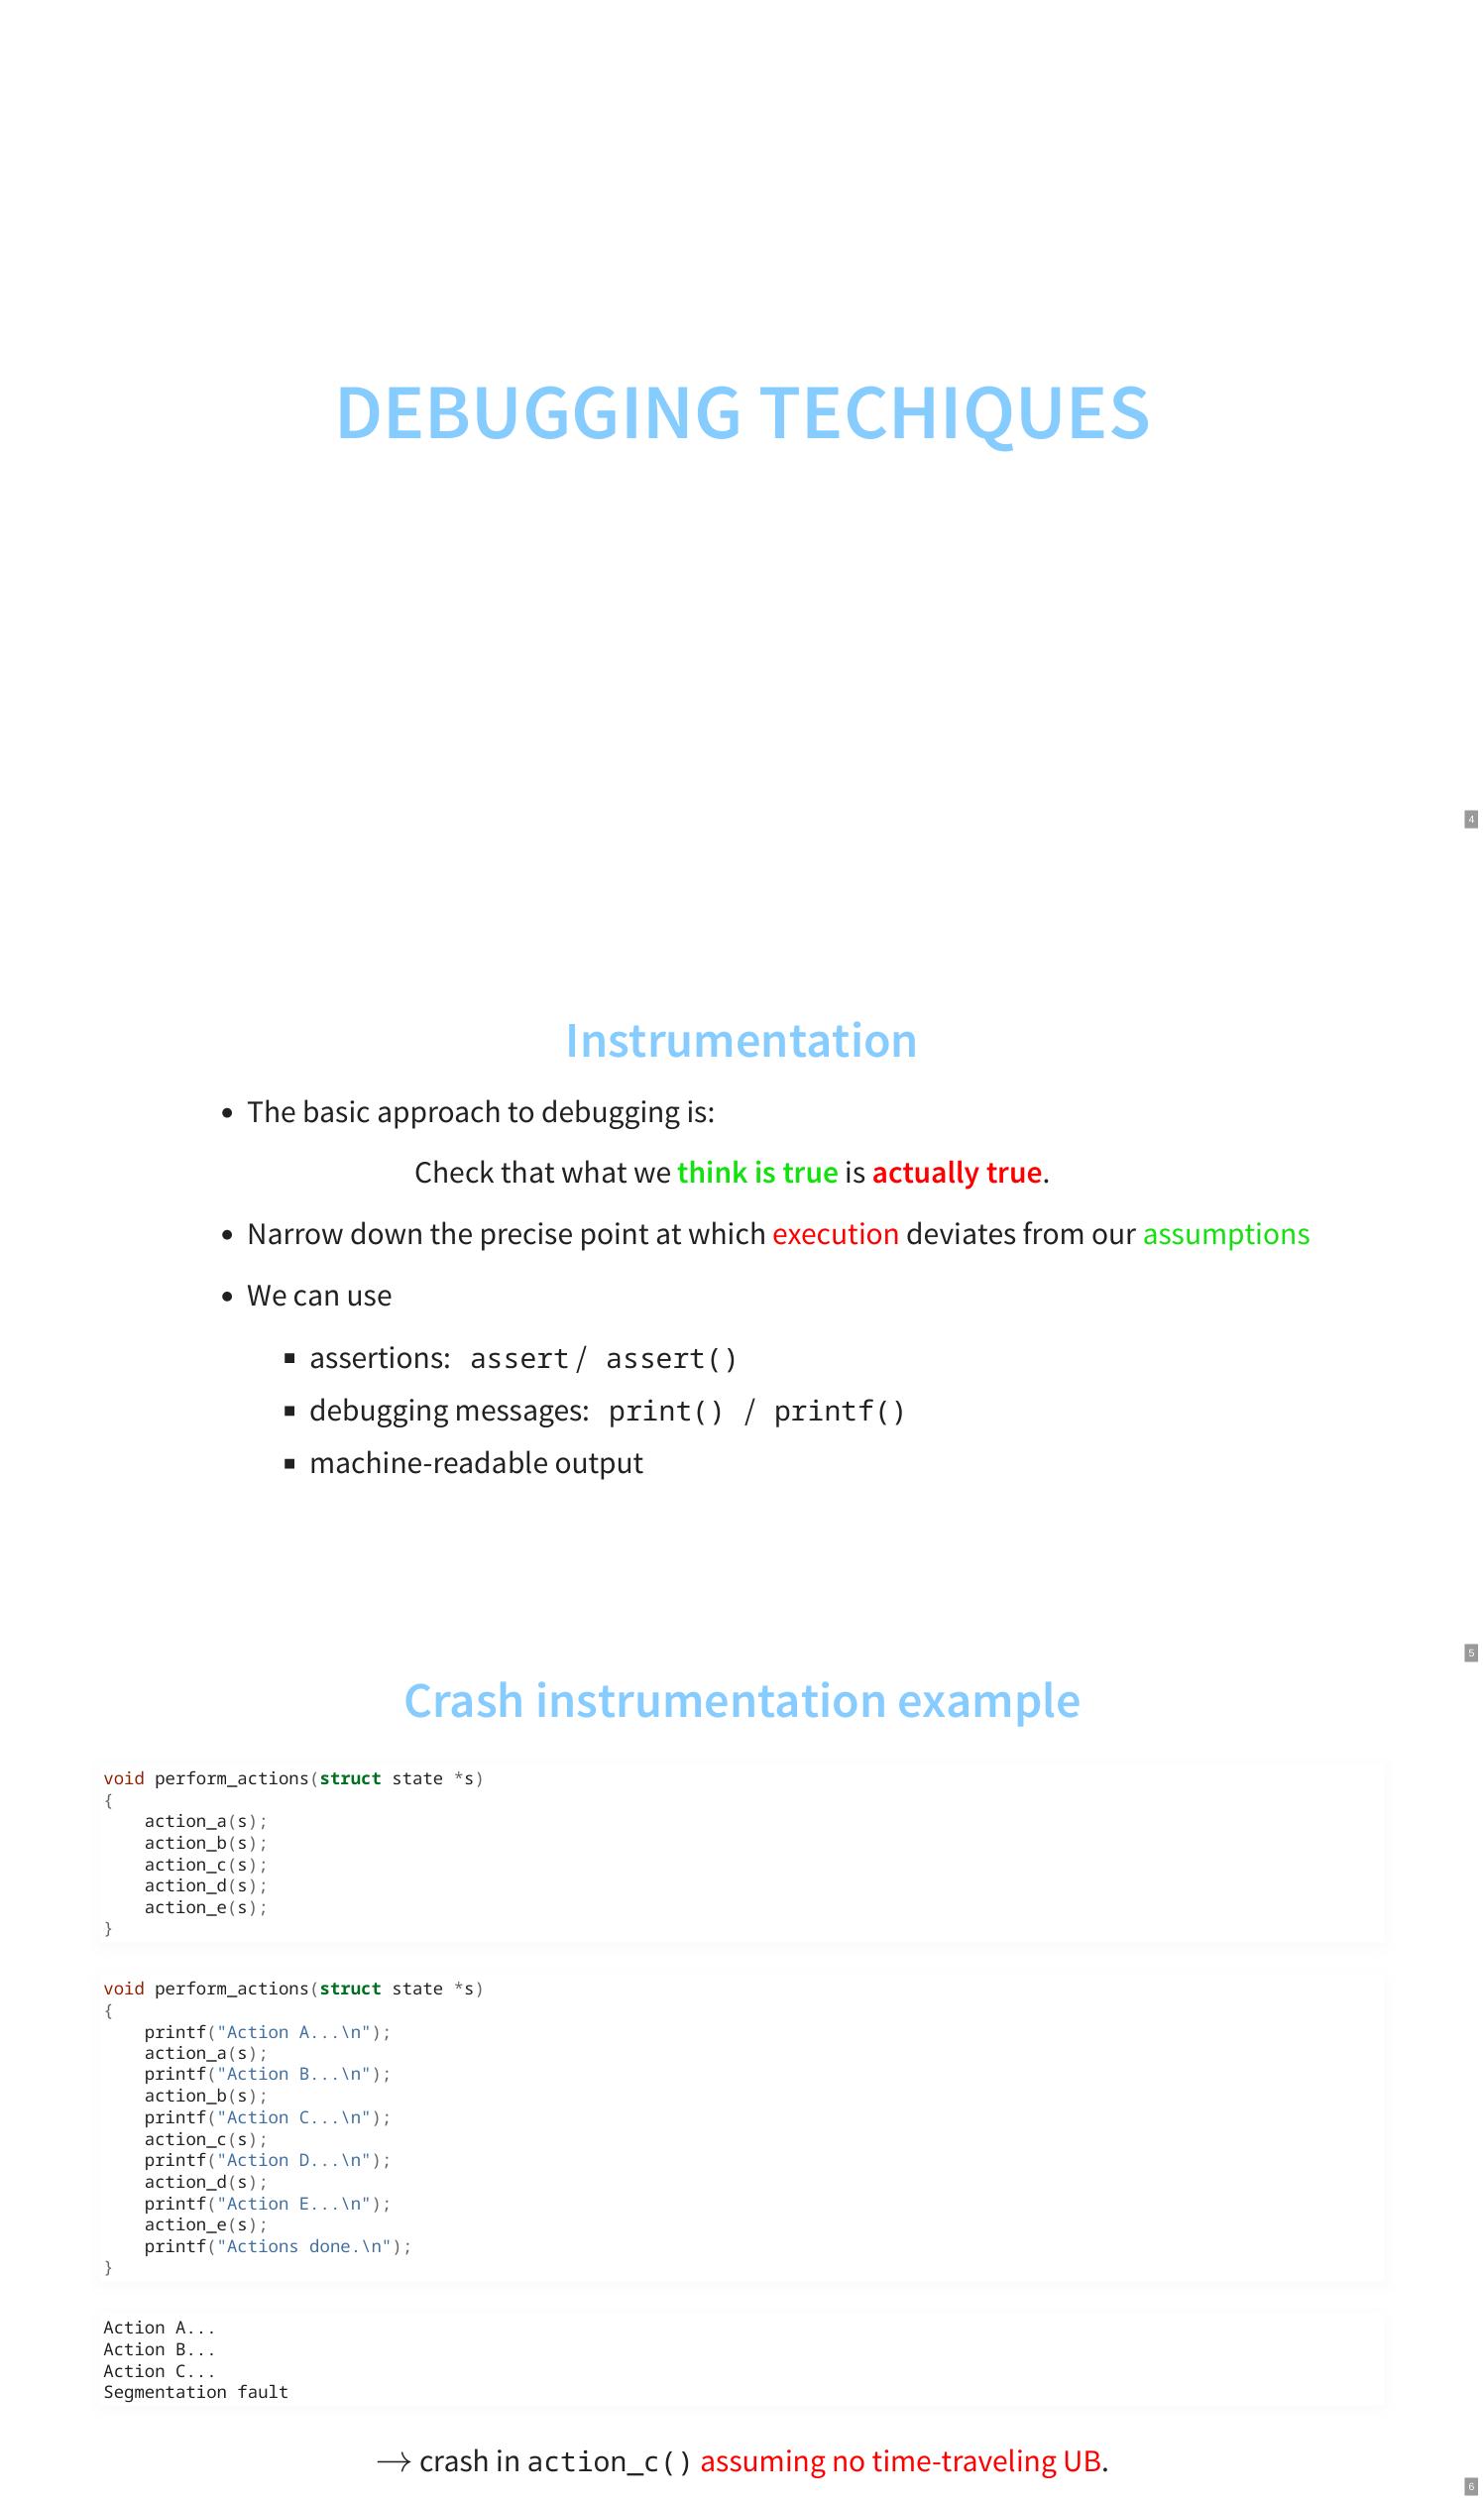 DEBUGGING TECHIQUES
4
Instrumentation
• The basic approach to debugging is:
Check that what we think is true is actually true.
• Narrow down the precise point at which execution deviates from our assumptions
• We can use
▪ assertions: assert / assert()
▪ debugging messages: print() / printf()
▪ machine-readable output
5
Crash instrumentation example
void perform_actions(struct state *s)
{
    action_a(s);
    action_b(s);
    action_c(s);
    action_d(s);
    action_e(s);
}
void perform_actions(struct state *s)
{
    printf("Action A...\n");
    action_a(s);
    printf("Action B...\n");
    action_b(s);
    printf("Action C...\n");
    action_c(s);
    printf("Action D...\n");
    action_d(s);
    printf("Action E...\n");
    action_e(s);
    printf("Actions done.\n");
}
Action A...
Action B...
Action C...
Segmentation fault
→ crash in action_c() assuming no time-traveling UB.
6